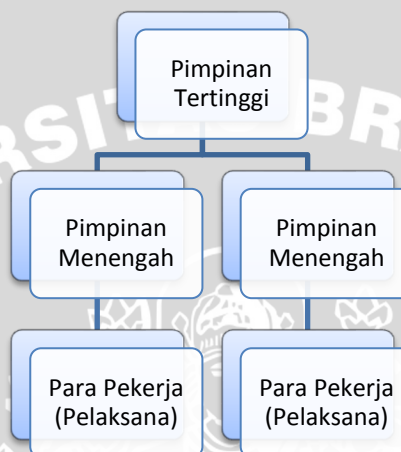 Pimpinan
Tertinggi
Pimpinan
Menengah
Pimpinan
Menengah
Para Pekerja
(Pelaksana)
Para Pekerja
(Pelaksana)